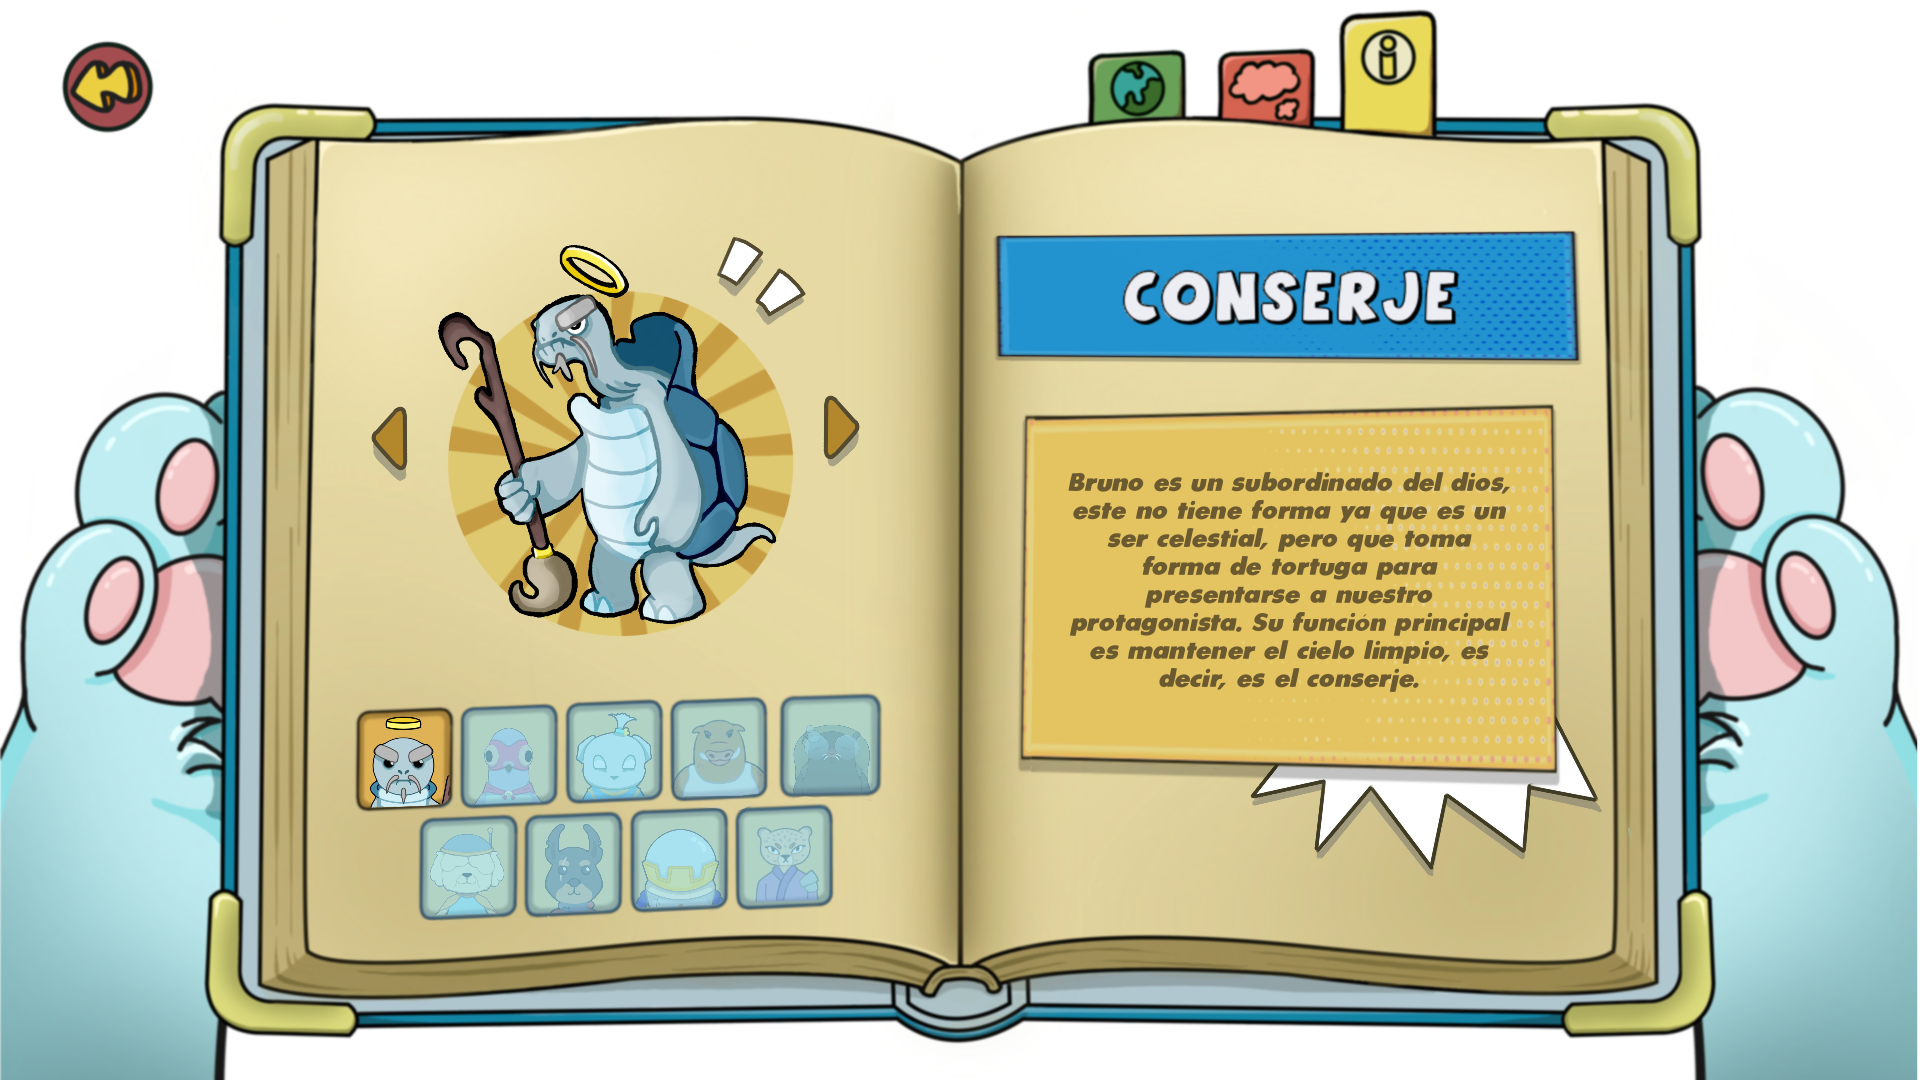 CONSERJE
Bruno es un subordinado del dios,
este no tiene forma ya que es un
ser celestial, pero que toma
forma de tortuga para
presentarse a nuestro
protagonista. Su función principal
es mantener el cielo limpio, es
decir, es el conserje.